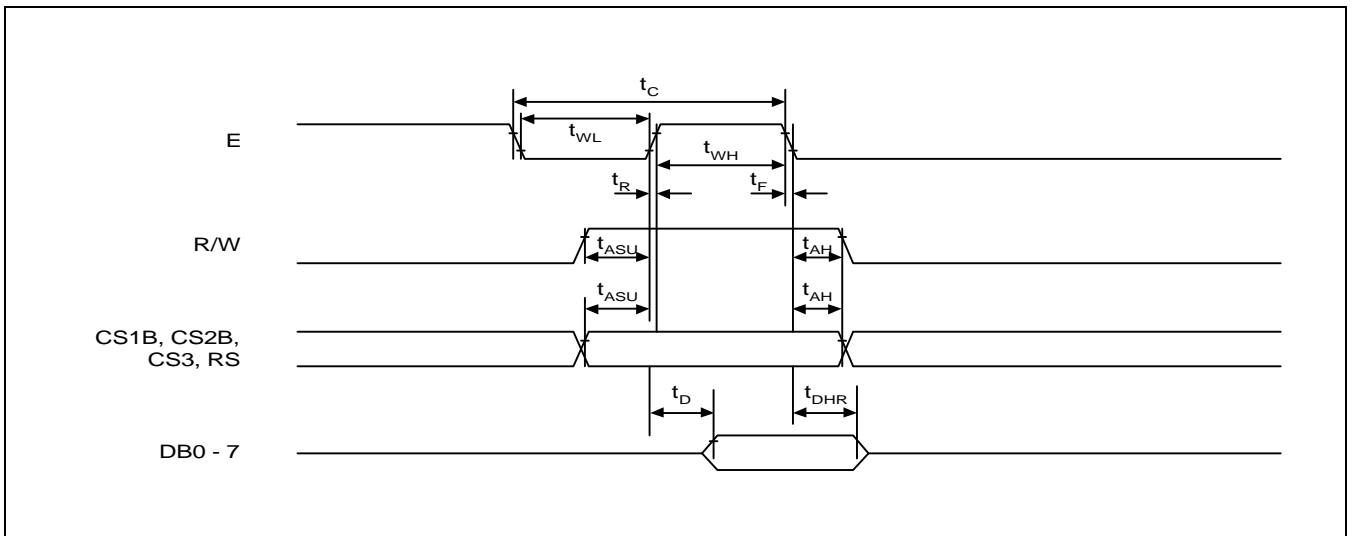 tC
E
tWL
tWH
tR
tF
R/W
tASU
tAH
tASU
tAH
CS1B, CS2B,
CS3, RS
tD
tDHR
DB0 - 7